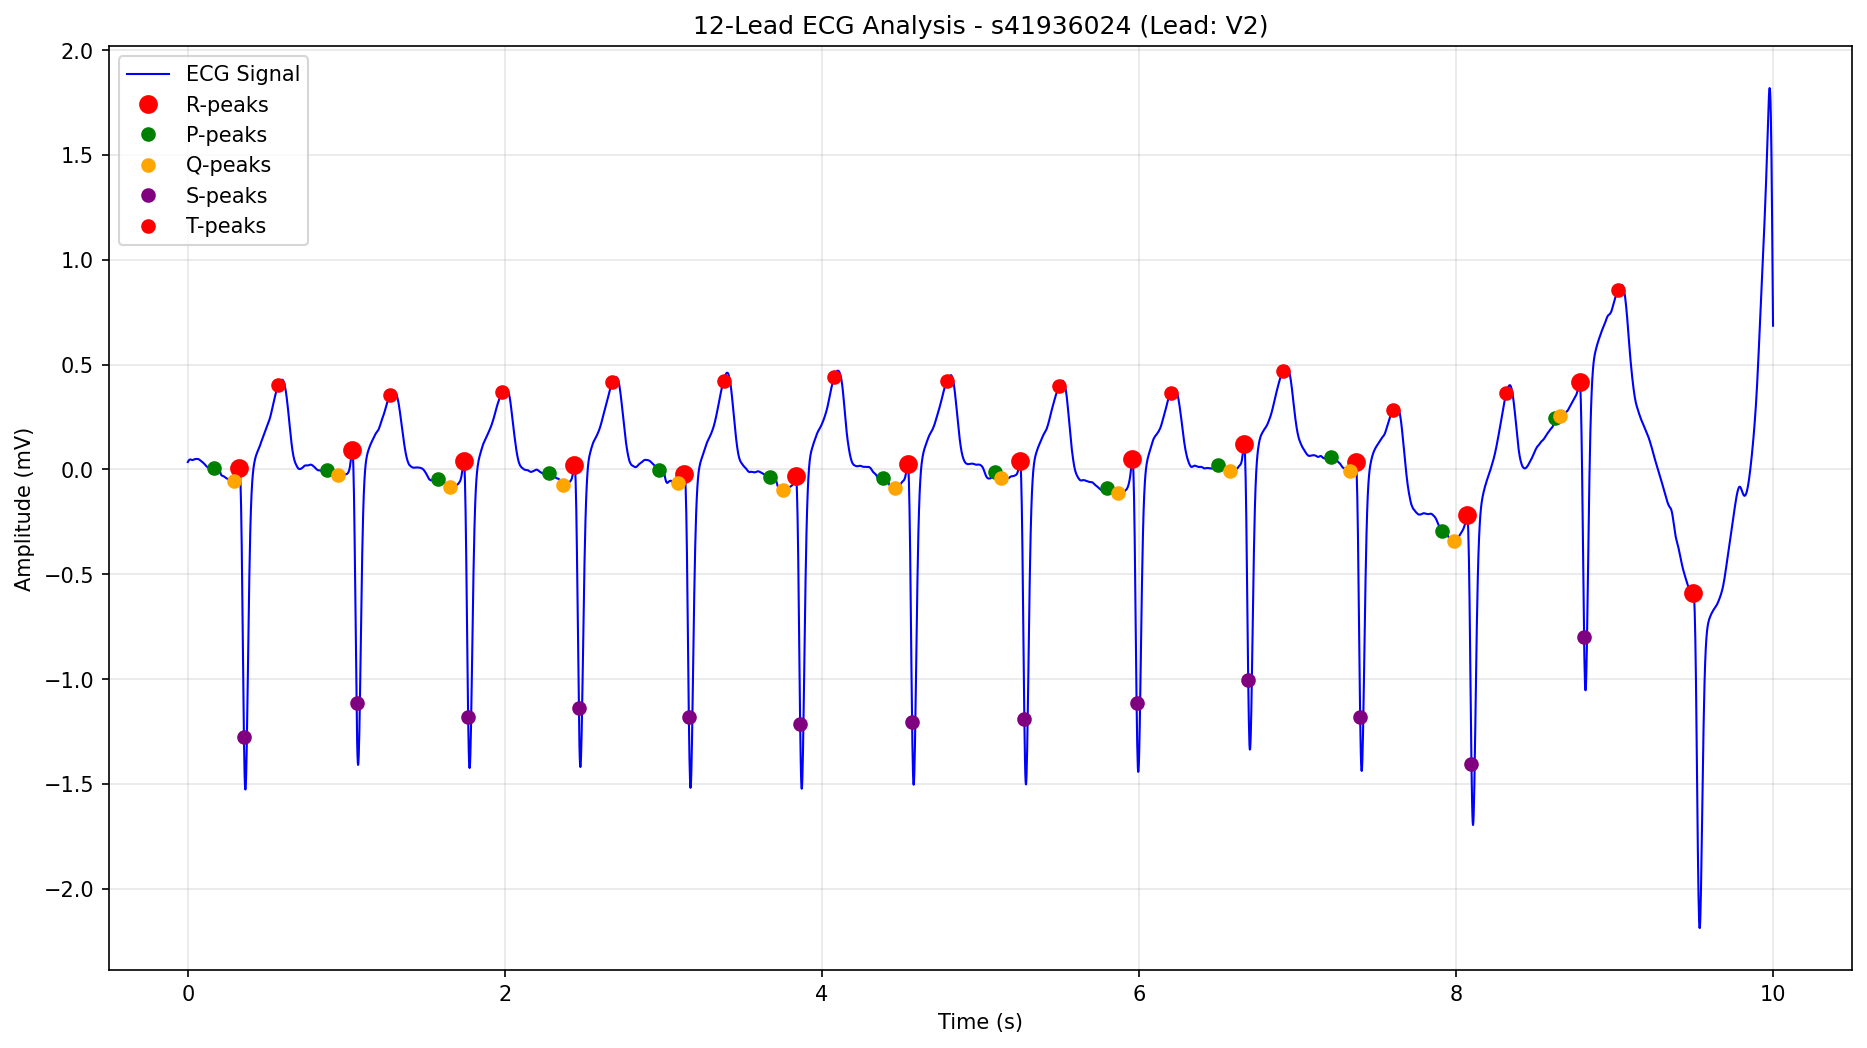 12-Lead ECG Analysis - s41936024 (Lead: V2)
ECG Signal
R-peaks
P-peaks
Q-peaks
S-peaks
T-peaks
Amplitude (mV)
2.0
1.5
1.0
0.5
0.0
−0.5
−1.0
−1.5
−2.0
0 2 4 6 8 10
Time (s)